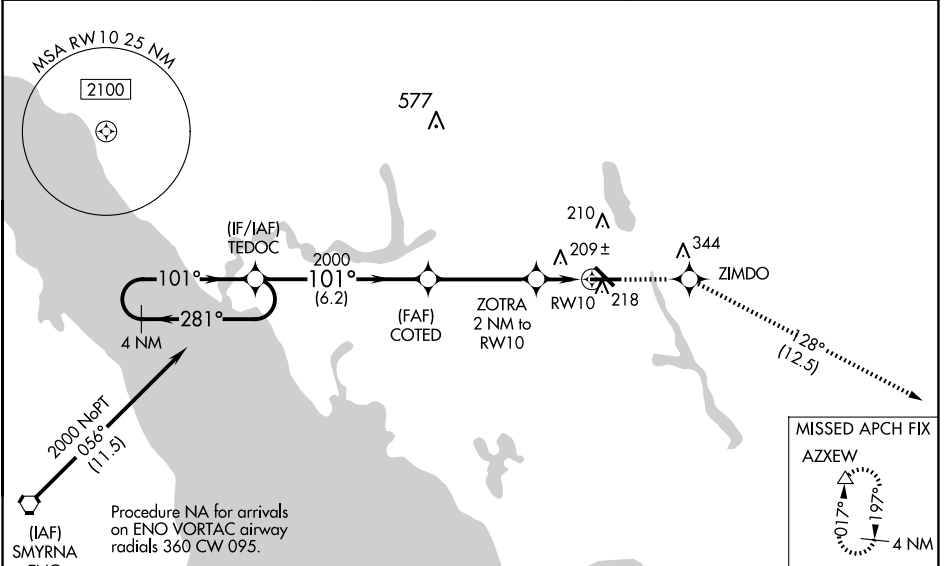 MSA RW10 25 NM
2100
577
(IF/IAF)
TEDOC
210
209 ±
344
ZIMDO
RW10
218
101°
2000
101°
(6.2)
281°
4 NM
(FAF)
COTED
ZOTRA
2 NM to
RW10
128°
(12.5)
2000 NoPT
056°
(11.5)
(IAF)
SMYRNA
Procedure NA for arrivals
on ENO VORTAC airway
radials 360 CW 095.
MISSED APCH FIX
AZXEW
017°
197°
4 NM